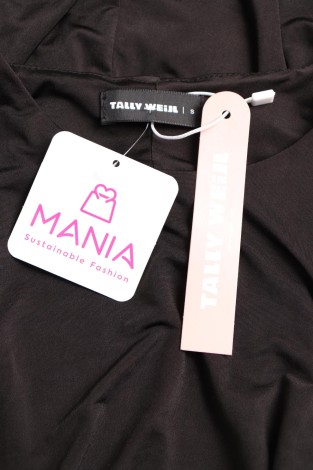 TALLY WEiJL | S
MANIA
Sustainable Fashion
TALLY WEiJL